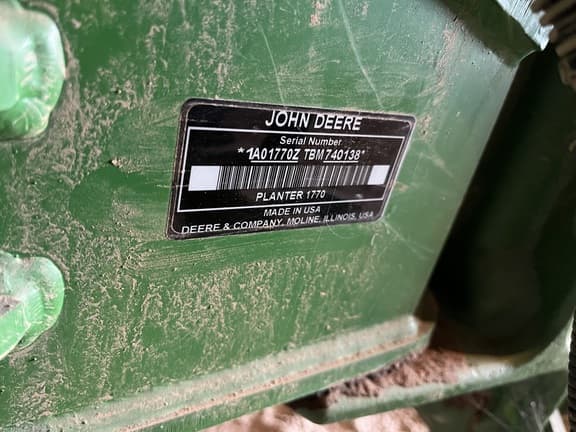 JOHN DEERE
Serial Number
*1A01770Z TBM740138*
PLANTER 1770
MADE IN USA
DEERE & COMPANY, MOLINE, ILLINOIS, USA